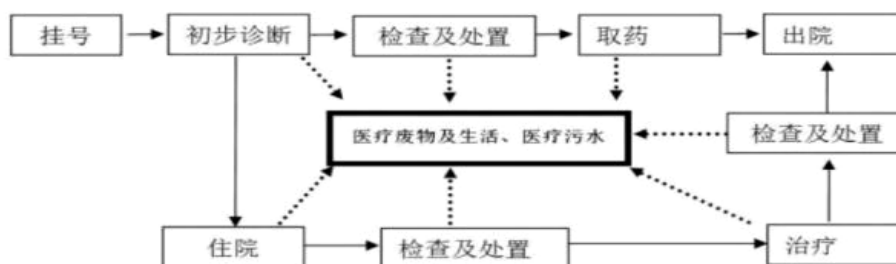 挂号
初步诊断
检查及处置
取药
出院
医疗废物及生活、医疗污水
检查及处置
住院
检查及处置
治疗